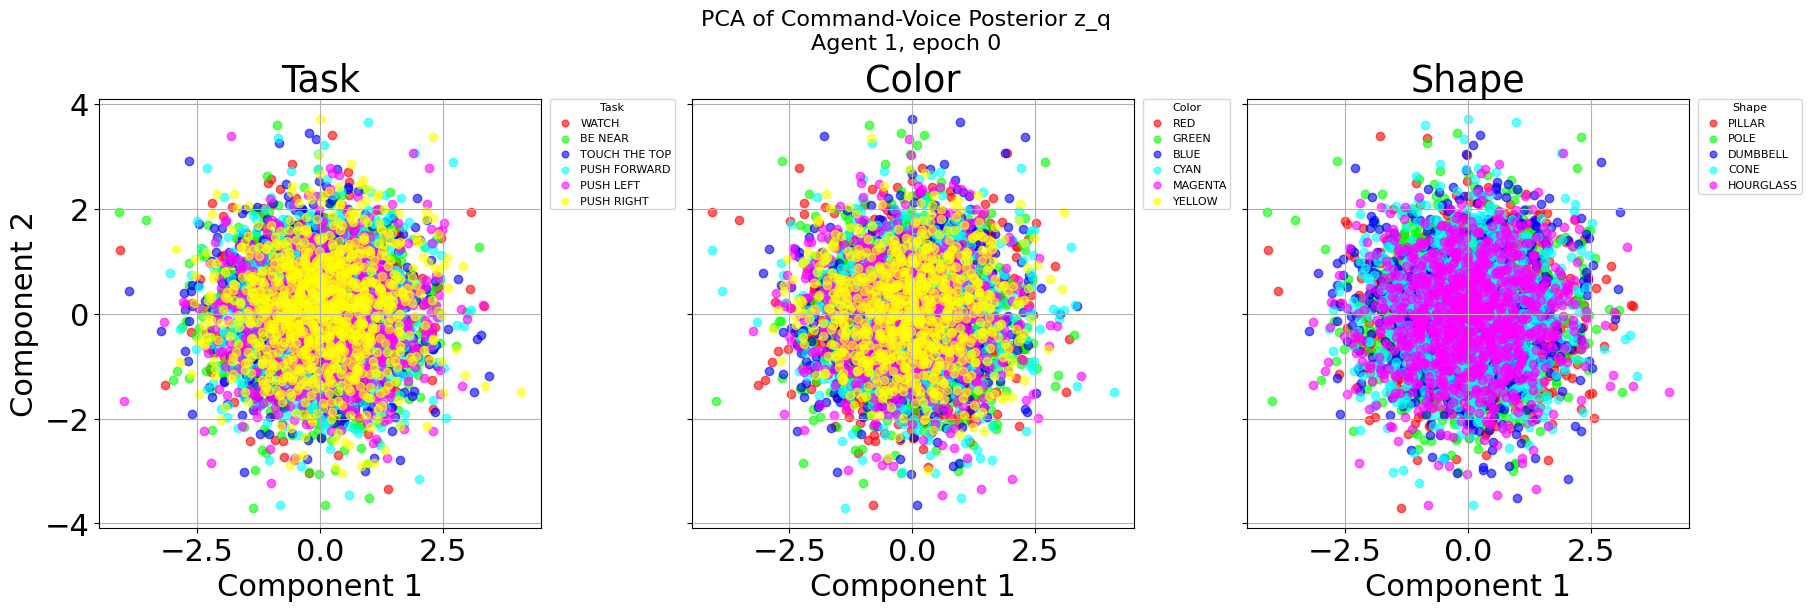 PCA of Command-Voice Posterior z_q
Agent 1, epoch 0
Task
Component 2
4
2
0
−2
−4
−2.5 0.0 2.5
Component 1
Task
WATCH
BE NEAR
TOUCH THE TOP
PUSH FORWARD
PUSH LEFT
PUSH RIGHT
Color
−2.5 0.0 2.5
Component 1
Color
RED
GREEN
BLUE
CYAN
MAGENTA
YELLOW
Shape
−2.5 0.0 2.5
Component 1
Shape
PILLAR
POLE
DUMBBELL
CONE
HOURGLASS